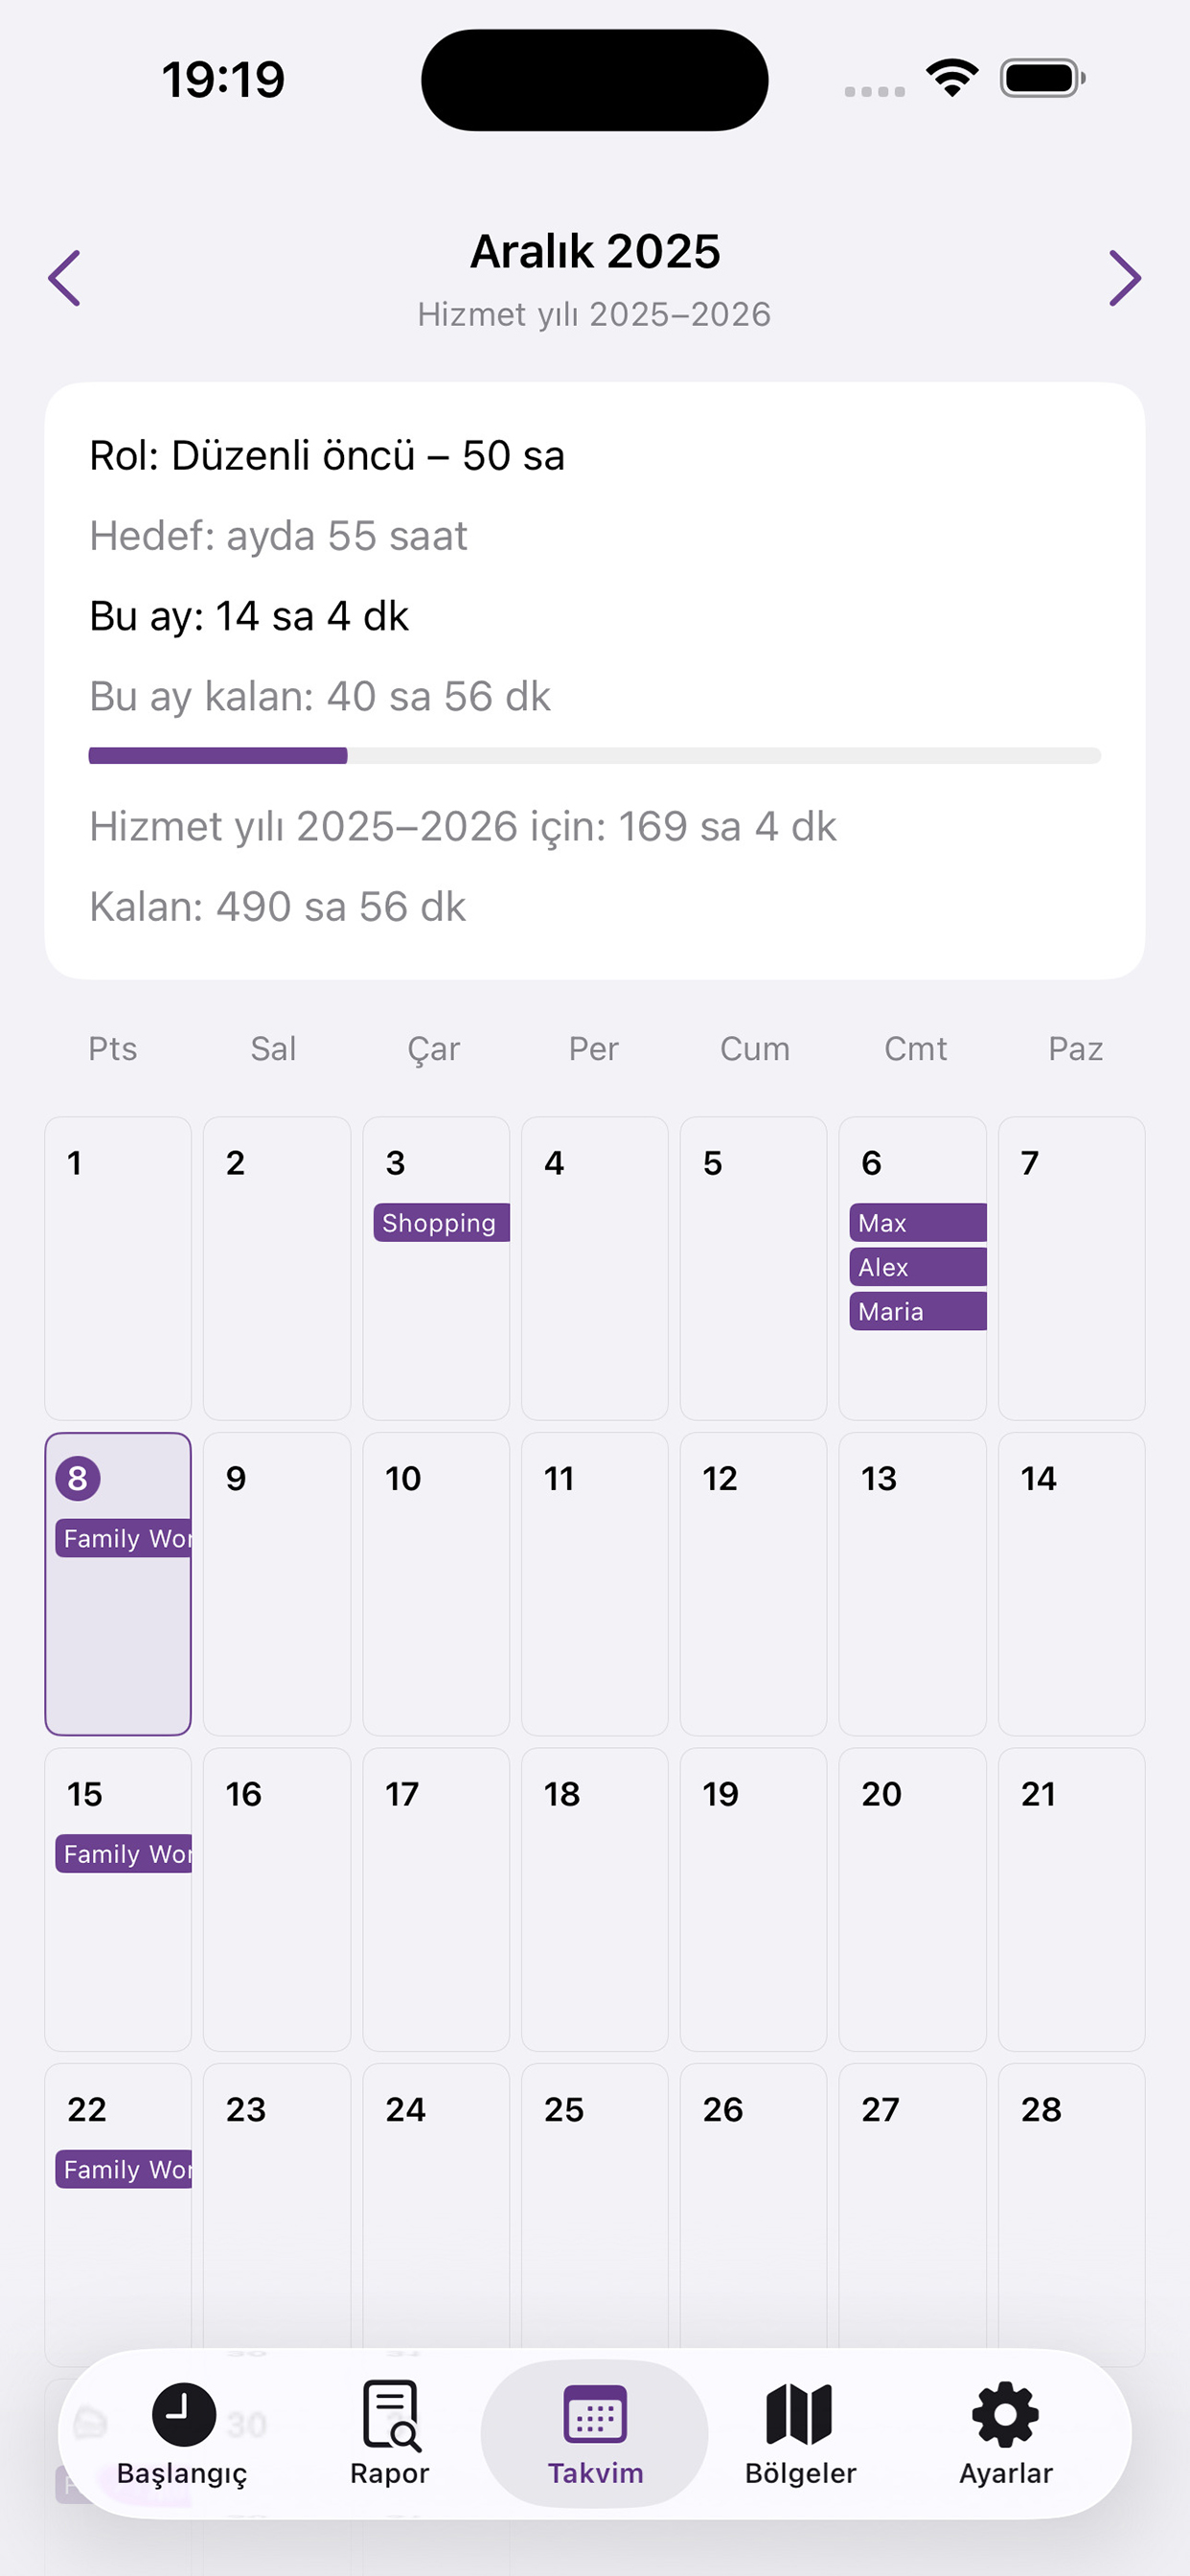 19:19
Aralık 2025
Hizmet yılı 2025–2026
Rol: Düzenli öncü – 50 sa
Hedef: ayda 55 saat
Bu ay: 14 sa 4 dk
Bu ay kalan: 40 sa 56 dk
Hizmet yılı 2025–2026 için: 169 sa 4 dk
Kalan: 490 sa 56 dk
Pts Sal Çar Per Cum Cmt Paz
1 2 3 4 5 6 7
Shopping Max
Alex
Maria
8 9 10 11 12 13 14
Family Wor
15 16 17 18 19 20 21
Family Wor
22 23 24 25 26 27 28
Family Wor
30
Başlangıç Rapor Takvim Bölgeler Ayarlar